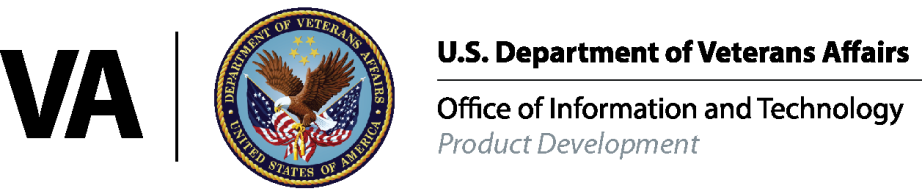 VA
DEPARTMENT OF VETERANS AFFAIRS
UNITED STATES OF AMERICA
U.S. Department of Veterans Affairs
Office of Information and Technology
Product Development